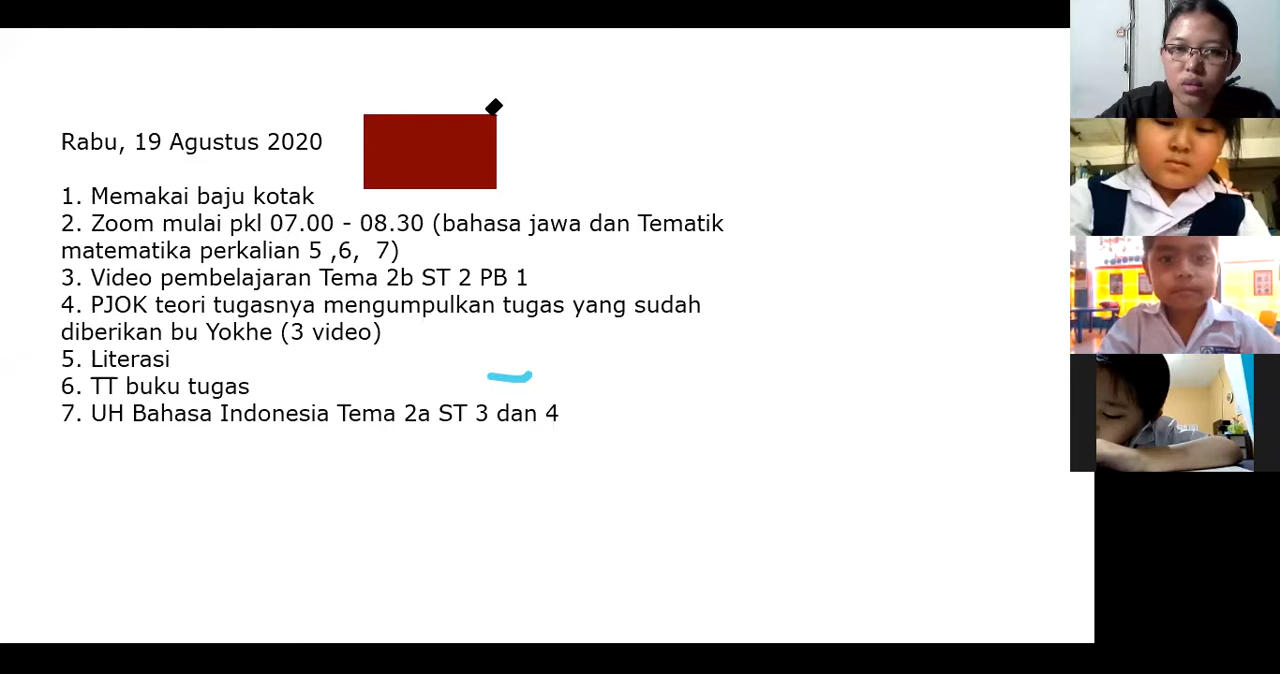 Rabu, 19 Agustus 2020
1. Memakai baju kotak
2. Zoom mulai pkl 07.00 - 08.30 (bahasa jawa dan Tematik
matematika perkalian 5 ,6,  7)
3. Video pembelajaran Tema 2b ST 2 PB 1
4. PJOK teori tugasnya mengumpulkan tugas yang sudah
diberikan bu Yokhe (3 video)
5. Literasi
6. TT buku tugas
7. UH Bahasa Indonesia Tema 2a ST 3 dan 4